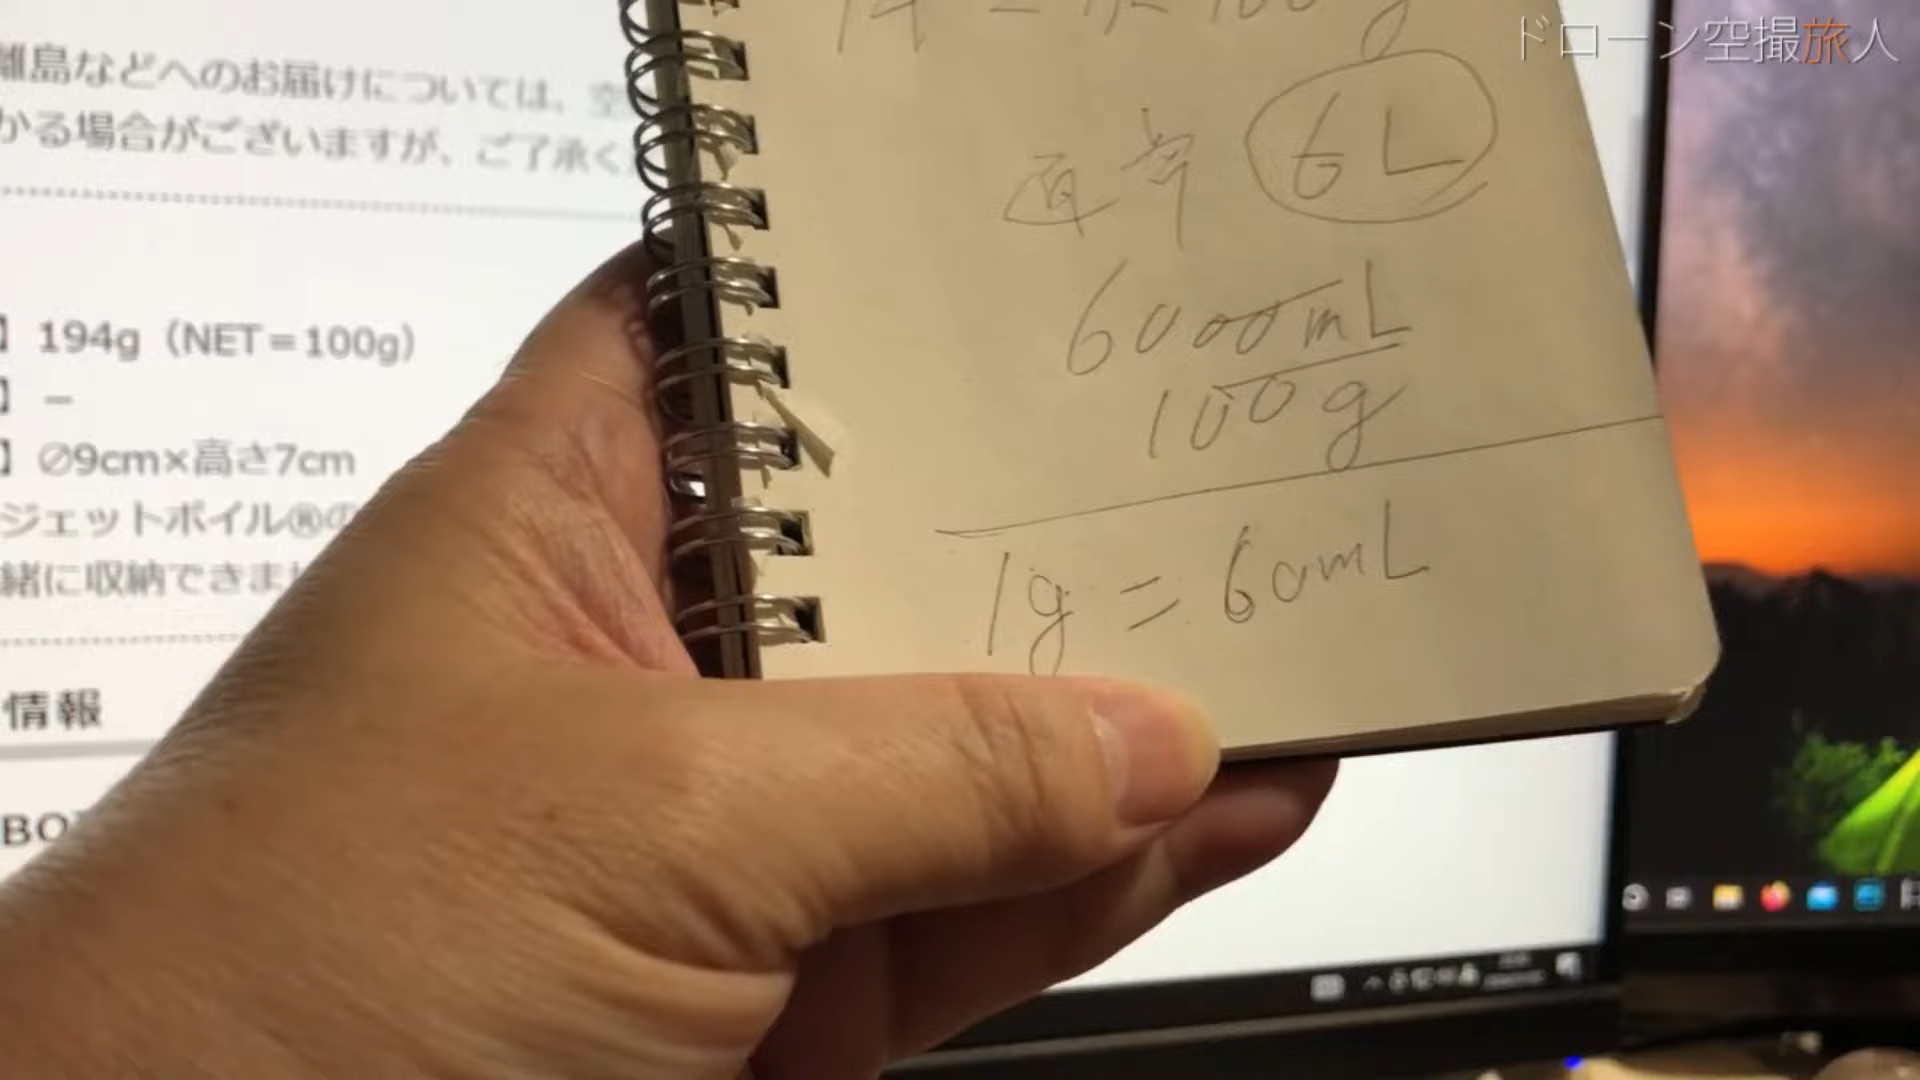 ドローン空撮旅人
離島などへのお届けについては、
かる場合がございますが、ご了承く
】194g（NET＝100g）
】－
】∅9cm×高さ7cm
ジェットボイル®の
緒に収納できま
情報
6L
6000mL
100g
1g = 60mL